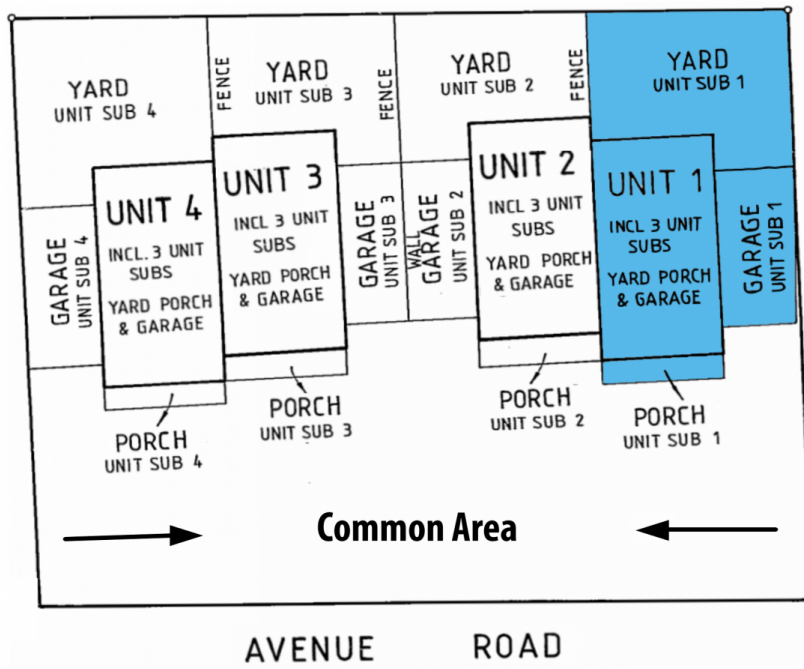 YARD
UNIT SUB 4
FENCE
YARD
UNIT SUB 3
FENCE
YARD
UNIT SUB 2
FENCE
YARD
UNIT SUB 1
GARAGE
UNIT SUB 4
UNIT 4
INCL. 3 UNIT
SUBS
YARD PORCH
& GARAGE
UNIT 3
INCL 3 UNIT
SUBS
YARD PORCH
& GARAGE
GARAGE
UNIT SUB 3
WALL
GARAGE
UNIT SUB 2
UNIT 2
INCL 3 UNIT
SUBS
YARD PORCH
& GARAGE
UNIT 1
INCL 3 UNIT
SUBS
YARD PORCH
& GARAGE
GARAGE
UNIT SUB 1
PORCH
UNIT SUB 4
PORCH
UNIT SUB 3
PORCH
UNIT SUB 2
PORCH
UNIT SUB 1
Common Area
AVENUE ROAD